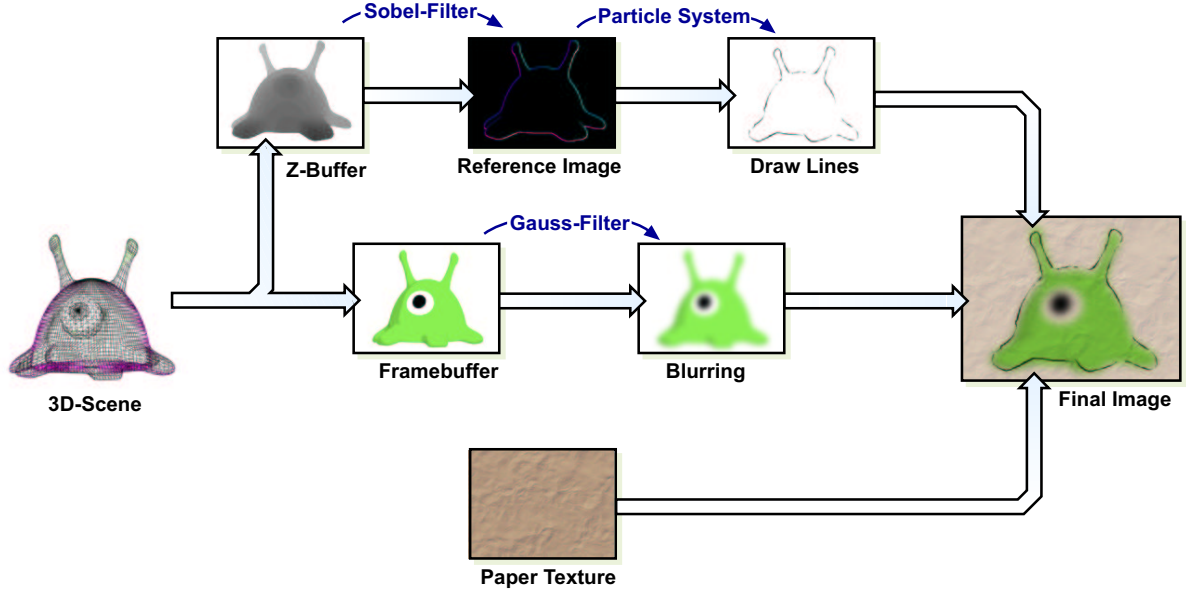 Sobel-Filter
Particle System
Z-Buffer
Reference Image
Draw Lines
Gauss-Filter
3D-Scene
Framebuffer
Blurring
Final Image
Paper Texture